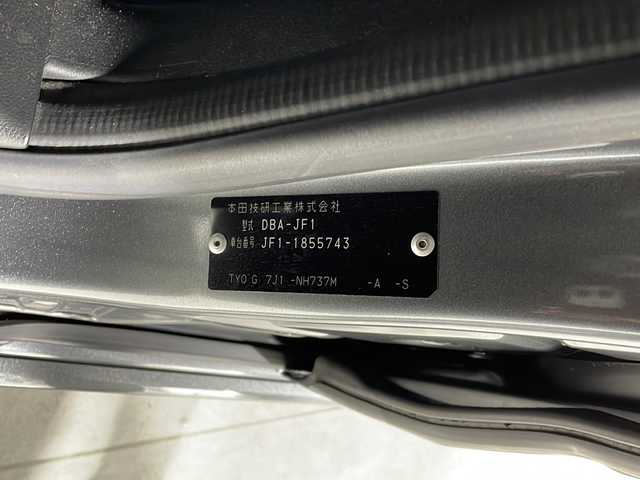 本田技研工業株式会社
型式 DBA-JF1
車台番号 JF1-1855743
TYO G 7J1 -NH737M -A -S